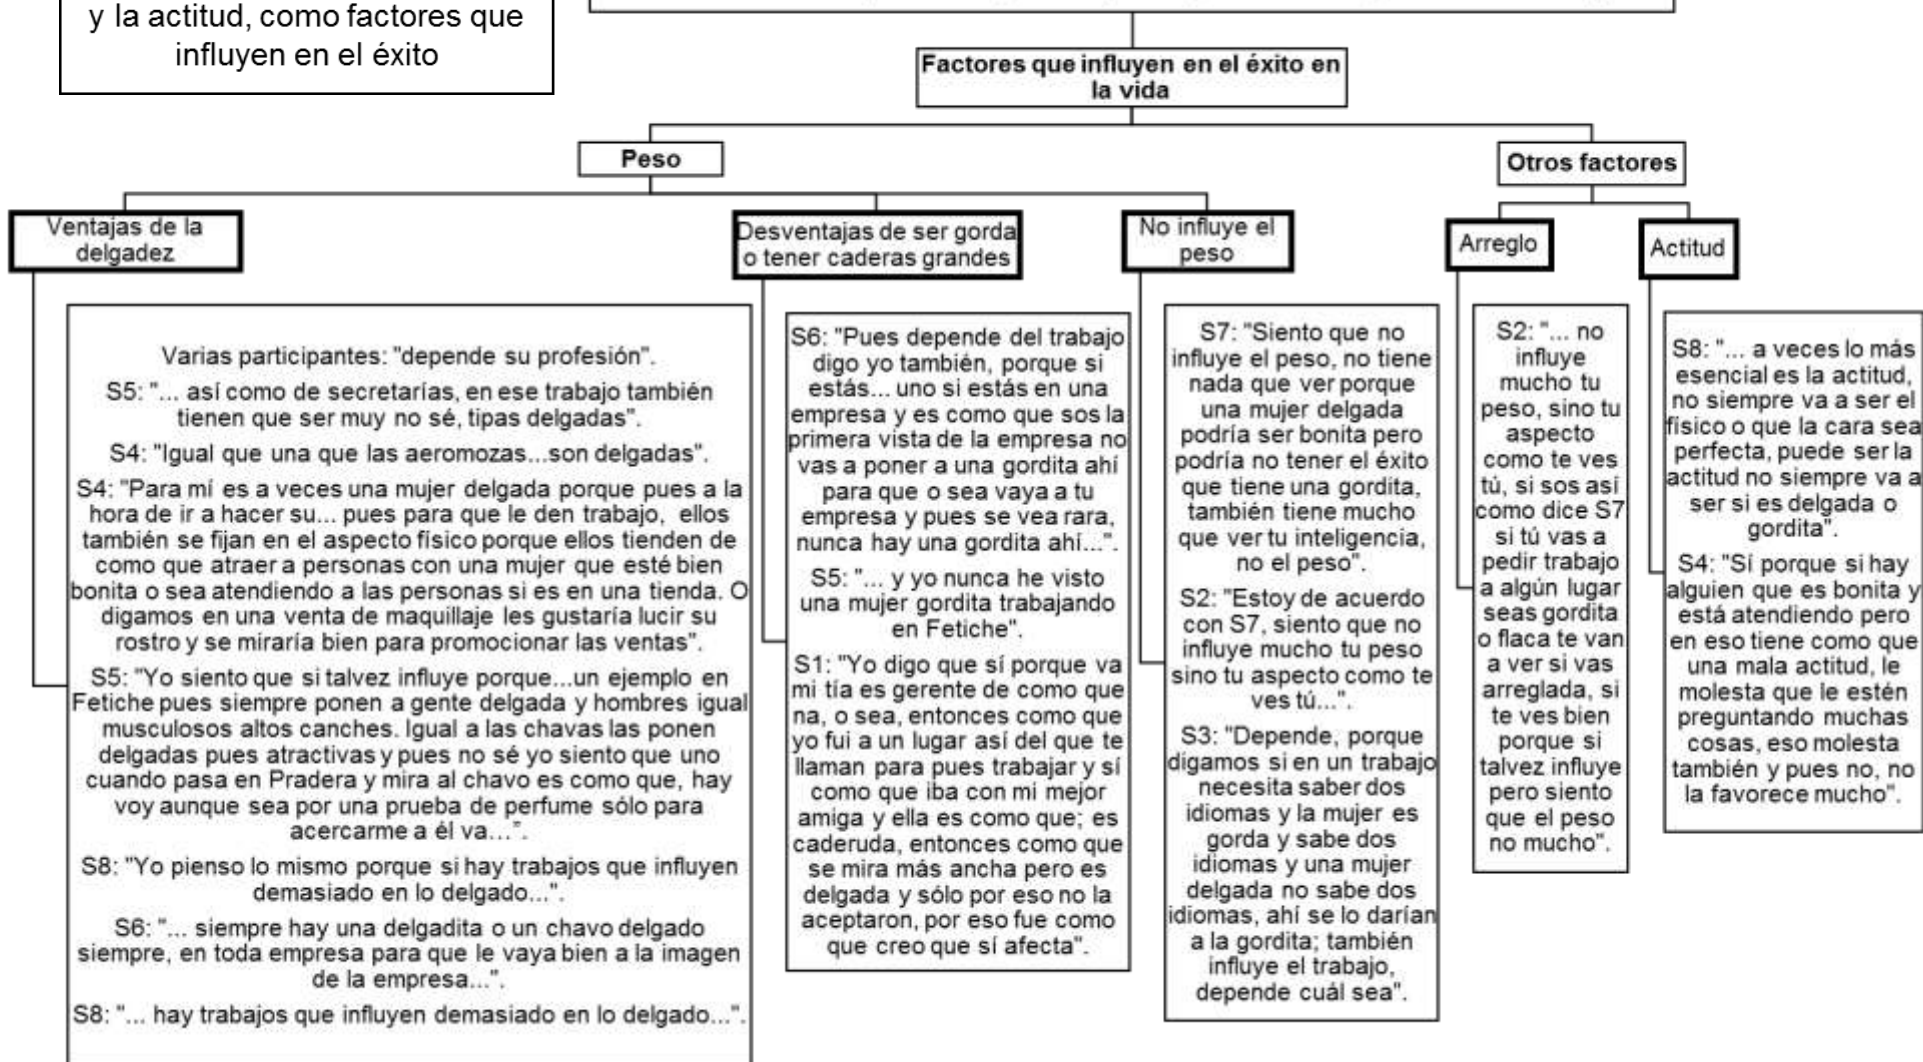 y la actitud, como factores que
influyen en el éxito
Factores que influyen en el éxito en
la vida
Peso
Otros factores
Ventajas de la
delgadez
Desventajas de ser gorda
o tener caderas grandes
No influye el
peso
Arreglo
Actitud
Varias participantes: "depende su profesión".
S5: "... así como de secretarías, en ese trabajo también
tienen que ser muy no sé, tipas delgadas".
S4: "Igual que una que las aeromozas...son delgadas".
S4: "Para mí es a veces una mujer delgada porque pues a la
hora de ir a hacer su... pues para que le den trabajo, ellos
también se fijan en el aspecto físico porque ellos tienden de
como que atraer a personas con una mujer que esté bien
bonita o sea atendiendo a las personas si es en una tienda. O
digamos en una venta de maquillaje les gustaría lucir su
rostro y se miraría bien para promocionar las ventas".
S5: "Yo siento que si talvez influye porque...un ejemplo en
Fetiche pues siempre ponen a gente delgada y hombres igual
musculosos altos canches. Igual a las chavas las ponen
delgadas pues atractivas y pues no sé yo siento que uno
cuando pasa en Pradera y mira al chavo es como que, hay
voy aunque sea por una prueba de perfume sólo para
acercarme a él va...".
S8: "Yo pienso lo mismo porque si hay trabajos que influyen
demasiado en lo delgado...".
S6: "... siempre hay una delgadita o un chavo delgado
siempre, en toda empresa para que le vaya bien a la imagen
de la empresa...".
S8: "... hay trabajos que influyen demasiado en lo delgado...".
S6: "Pues depende del trabajo
digo yo también, porque si
estás... uno si estás en una
empresa y es como que sos la
primera vista de la empresa no
vas a poner a una gordita ahí
para que o sea vaya a tu
empresa y pues se vea rara,
nunca hay una gordita ahí...".
S5: "... y yo nunca he visto
una mujer gordita trabajando
en Fetiche".
S1: "Yo digo que sí porque va
mi tía es gerente de como que
na, o sea, entonces como que
yo fui a un lugar así del que te
llaman para pues trabajar y sí
como que iba con mi mejor
amiga y ella es como que; es
caderuda, entonces como que
se mira más ancha pero es
delgada y sólo por eso no la
aceptaron, por eso fue como
que creo que sí afecta".
S7: "Siento que no
influye el peso, no tiene
nada que ver porque
una mujer delgada
podría ser bonita pero
podría no tener el éxito
que tiene una gordita,
también tiene mucho
que ver tu inteligencia,
no el peso".
S2: "Estoy de acuerdo
con S7, siento que no
influye mucho tu peso
sino tu aspecto como te
ves tú...".
S3: "Depende, porque
digamos si en un trabajo
necesita saber dos
idiomas y la mujer es
gorda y sabe dos
idiomas y una mujer
delgada no sabe dos
idiomas, ahí se lo darían
a la gordita; también
influye el trabajo,
depende cuál sea".
S2: "... no
influye
mucho tu
peso, sino tu
aspecto
como te ves
tú, si sos así
como dice S7
si tú vas a
pedir trabajo
a algún lugar
seas gordita
o flaca te van
a ver si vas
arreglada, si
te ves bien
porque si
talvez influye
pero siento
que el peso
no mucho".
S8: "... a veces lo más
esencial es la actitud,
no siempre va a ser el
físico o que la cara sea
perfecta, puede ser la
actitud no siempre va a
ser si es delgada o
gordita".
S4: "Sí porque si hay
alguien que es bonita y
está atendiendo pero
en eso tiene como que
una mala actitud, le
molesta que le estén
preguntando muchas
cosas, eso molesta
también y pues no, no
la favorece mucho".